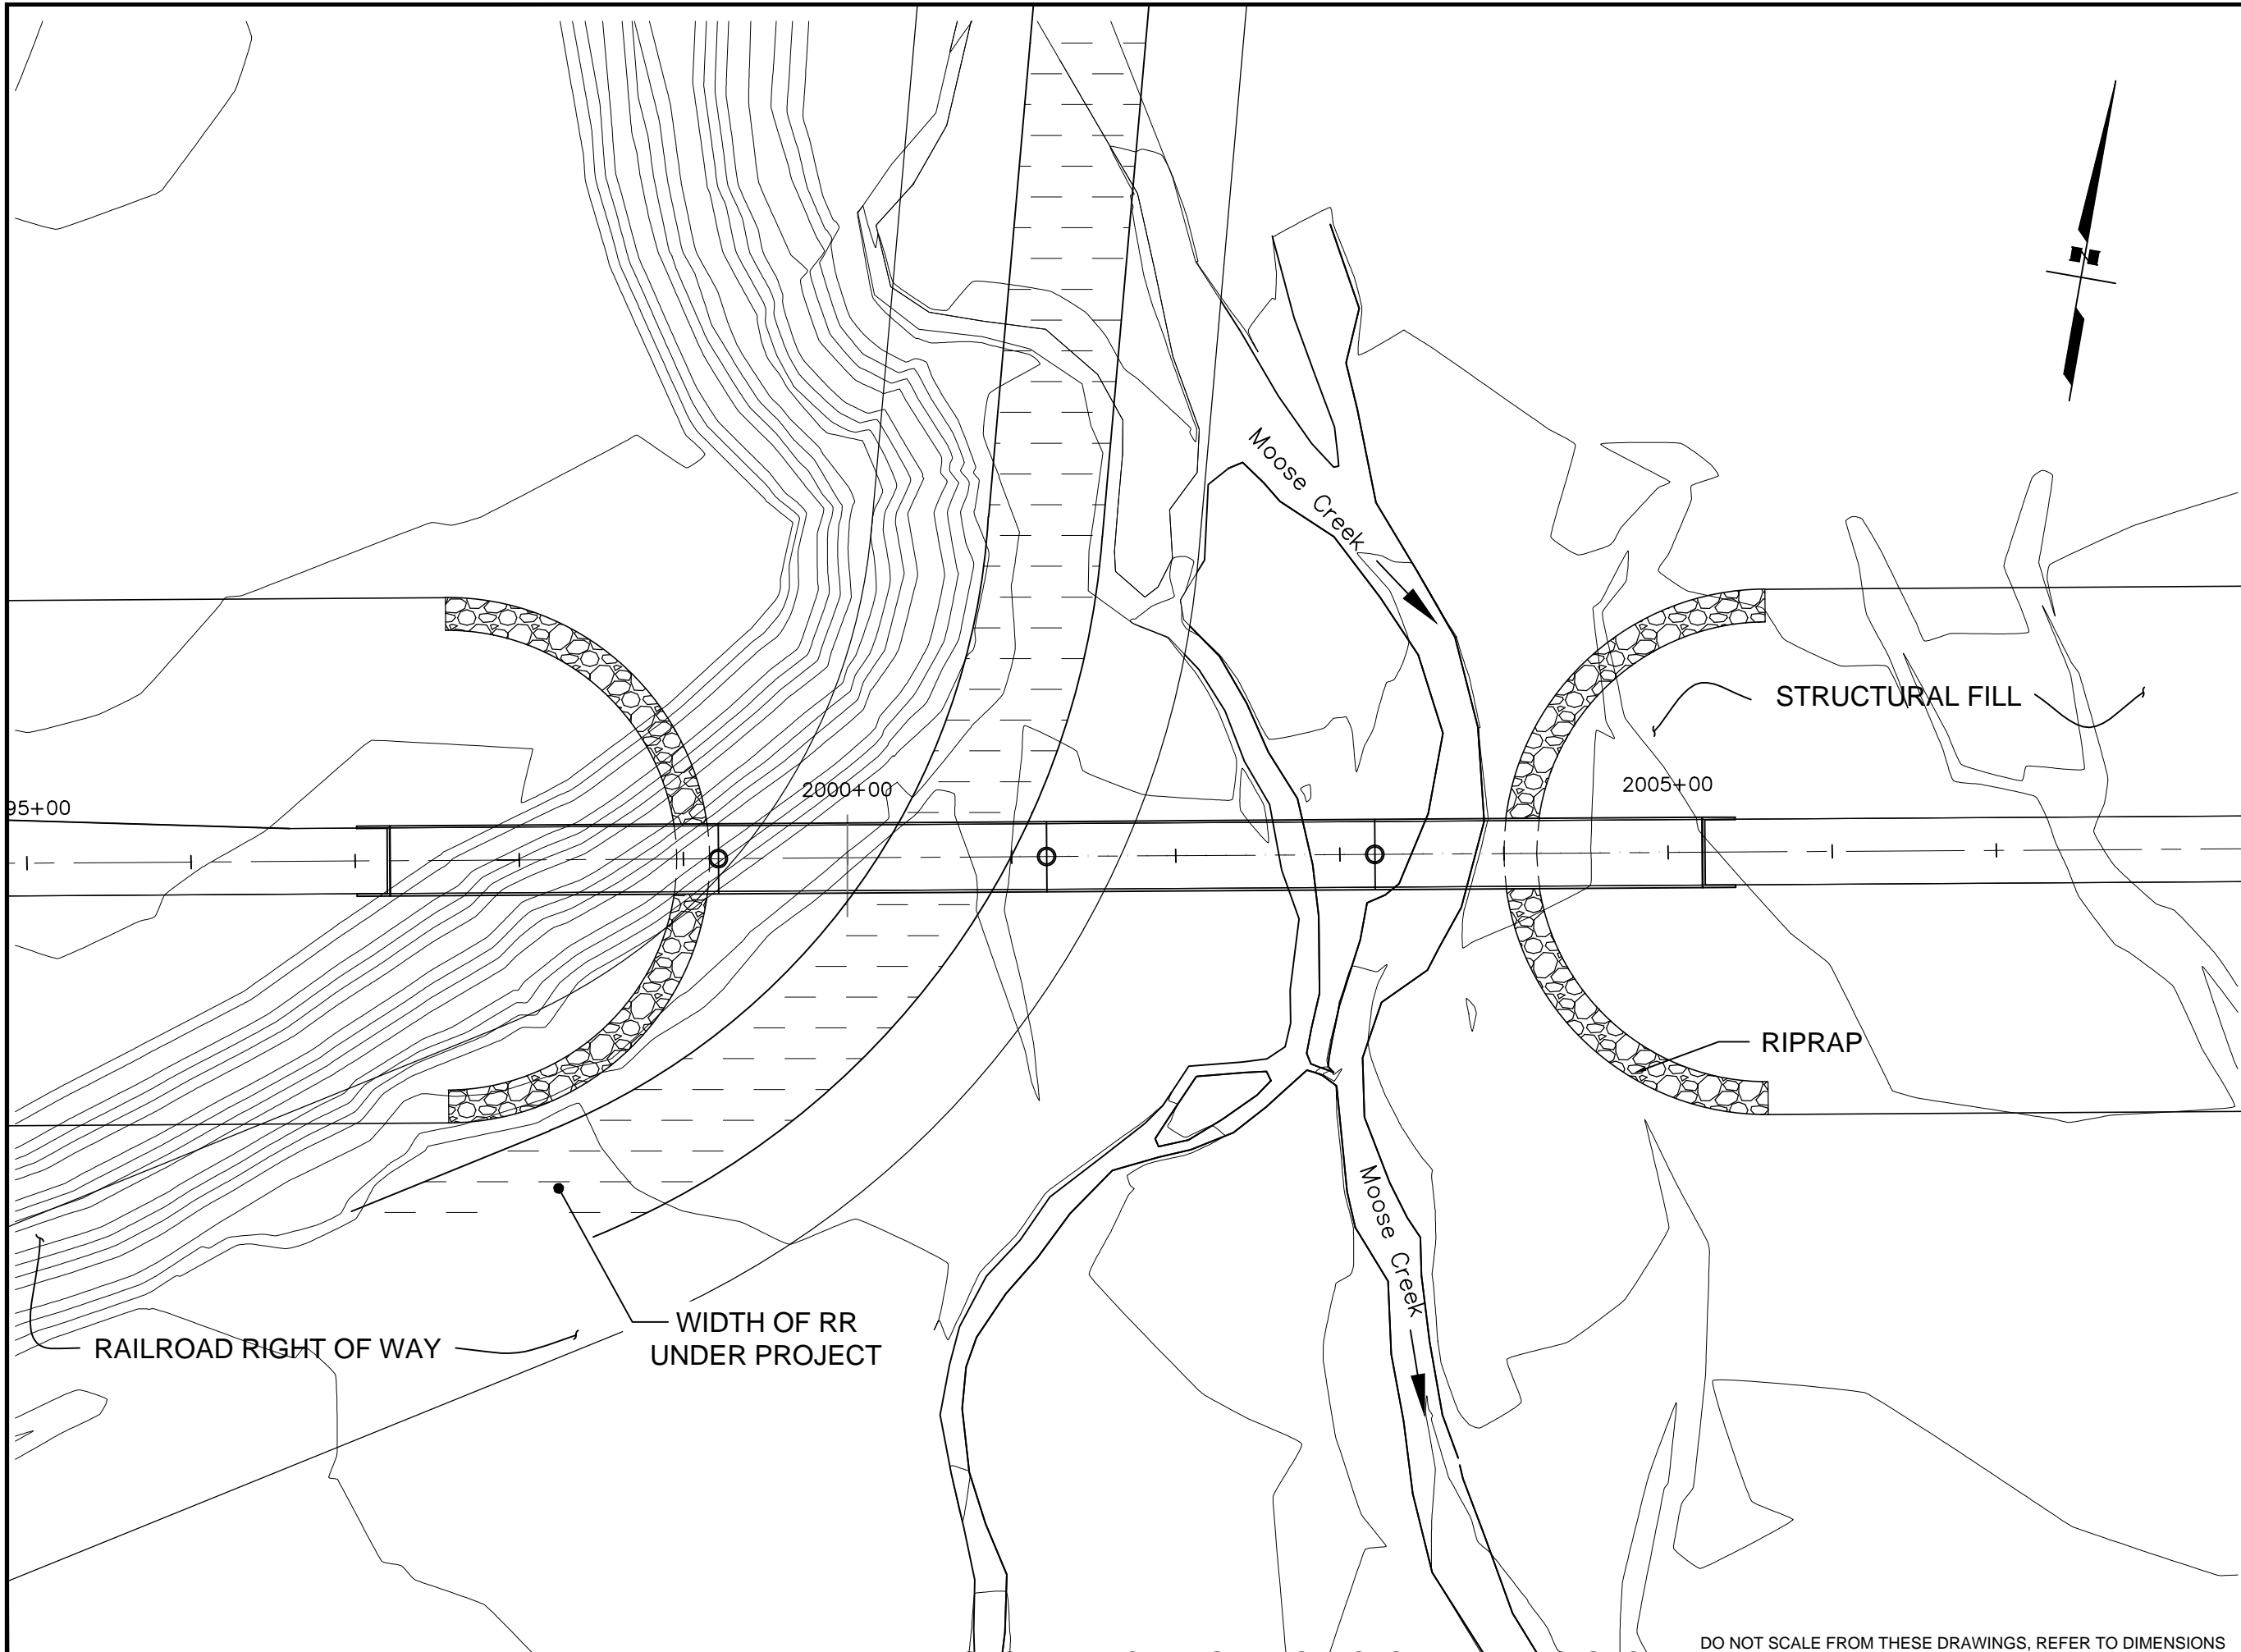 Moose Creek
STRUCTURAL FILL
2000+00
2005+00
95+00
RIPRAP
Moose Creek
WIDTH OF RR
UNDER PROJECT
RAILROAD RIGHT OF WAY
DO NOT SCALE FROM THESE DRAWINGS, REFER TO DIMENSIONS